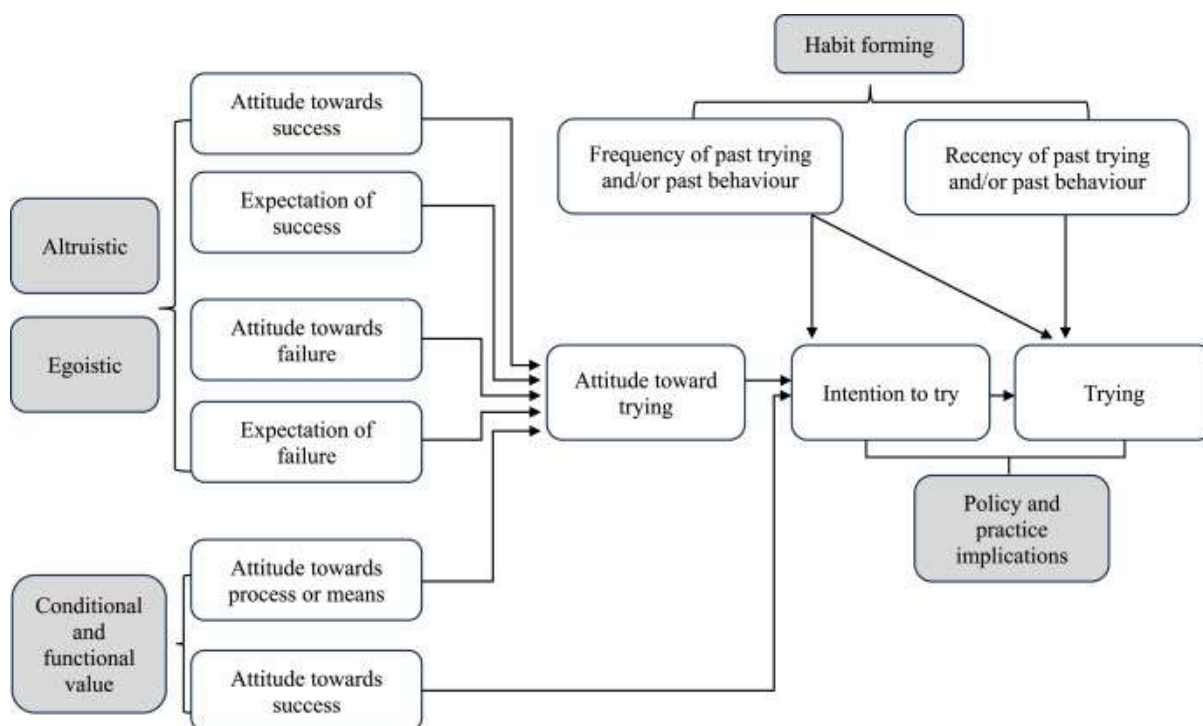 Habit forming
Attitude towards
success
Frequency of past trying
and/or past behaviour
Recency of past trying
and/or past behaviour
Expectation of
success
Altruistic
Egoistic
Attitude towards
failure
Expectation of
failure
Attitude toward
trying
Intention to try
Trying
Policy and
practice
implications
Conditional
and
functional
value
Attitude towards
process or means
Attitude towards
success